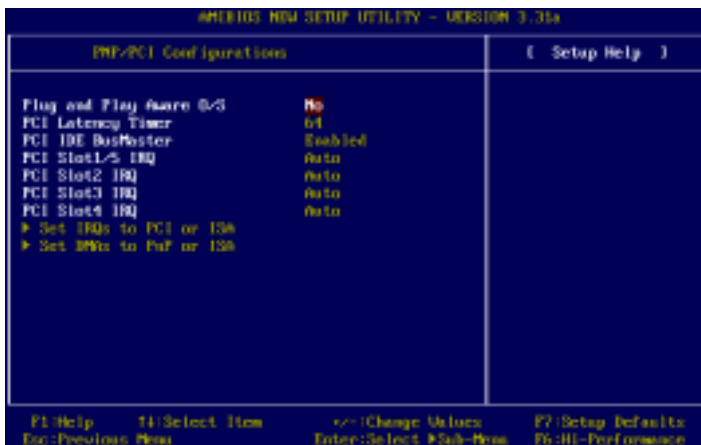 AMIBIOS NEW SETUP UTILITY - VERSION 3.31a
PNP/PCI Configurations
[ Setup Help ]
Plug and Play Aware O/S No
PCI Latency Timer 64
PCI IDE BusMaster Enabled
PCI Slot1/5 IRQ Auto
PCI Slot2 IRQ Auto
PCI Slot3 IRQ Auto
PCI Slot4 IRQ Auto
▶ Set IRQs to PCI or ISA
▶ Set DMAs to PnP or ISA
F1:Help ↑↓:Select Item +/-:Change Values F7:Setup Defaults
Esc:Previous Menu Enter:Select ▶Sub-Menu F6:Hi-Performance